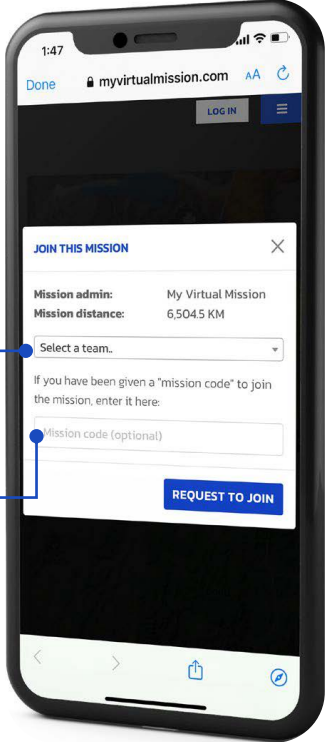 1:47
Done myvirtualmission.com AA
LOG IN
JOIN THIS MISSION
Mission admin: My Virtual Mission
Mission distance: 6,504.5 KM
Select a team..
If you have been given a "mission code" to join
the mission, enter it here:
Mission code (optional)
REQUEST TO JOIN